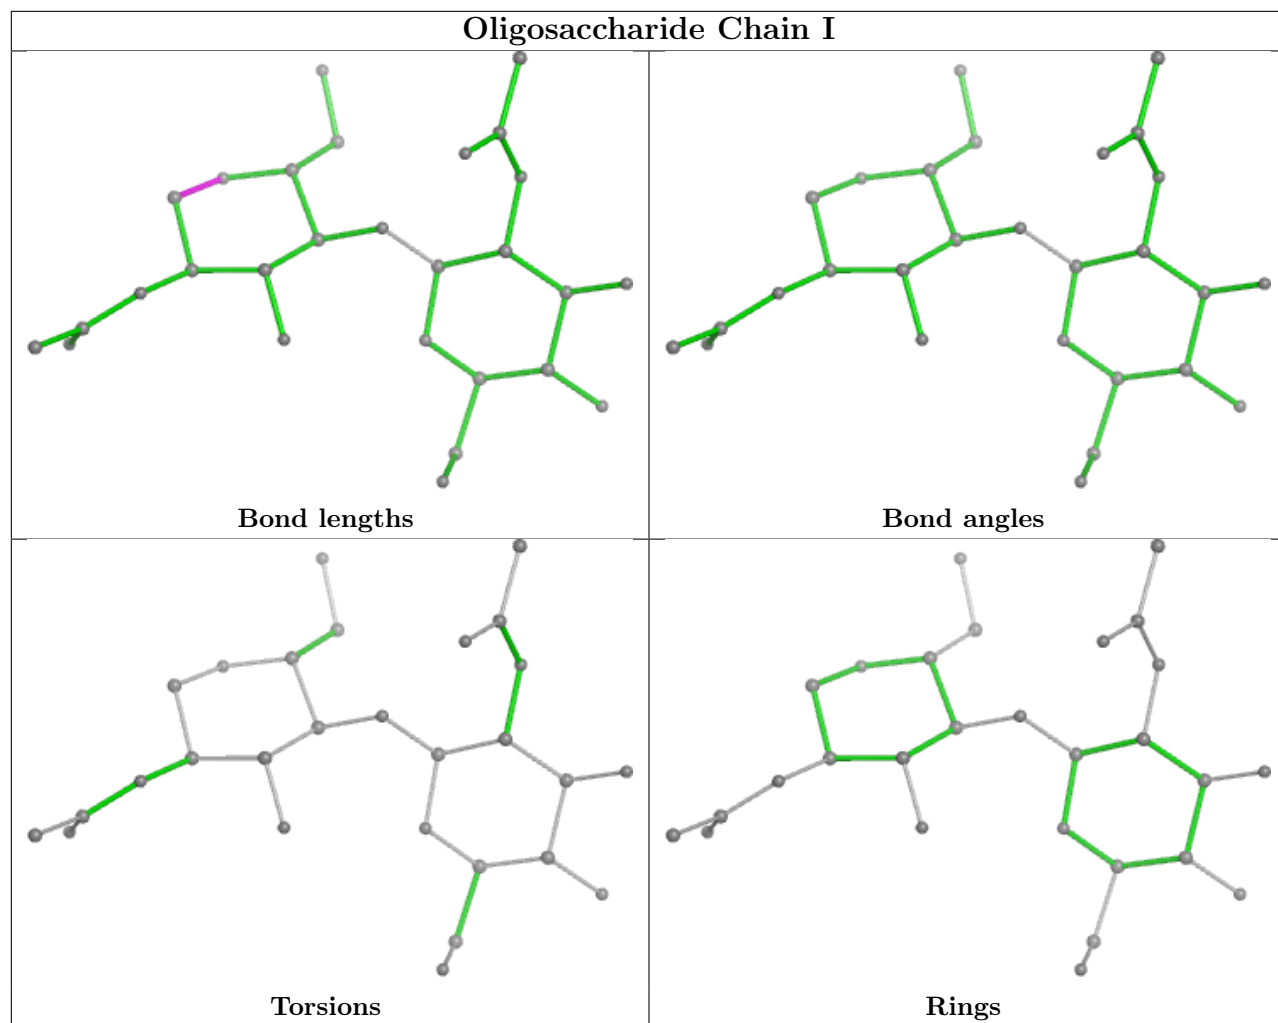 Oligosaccharide Chain I
Bond lengths
Bond angles
Torsions
Rings